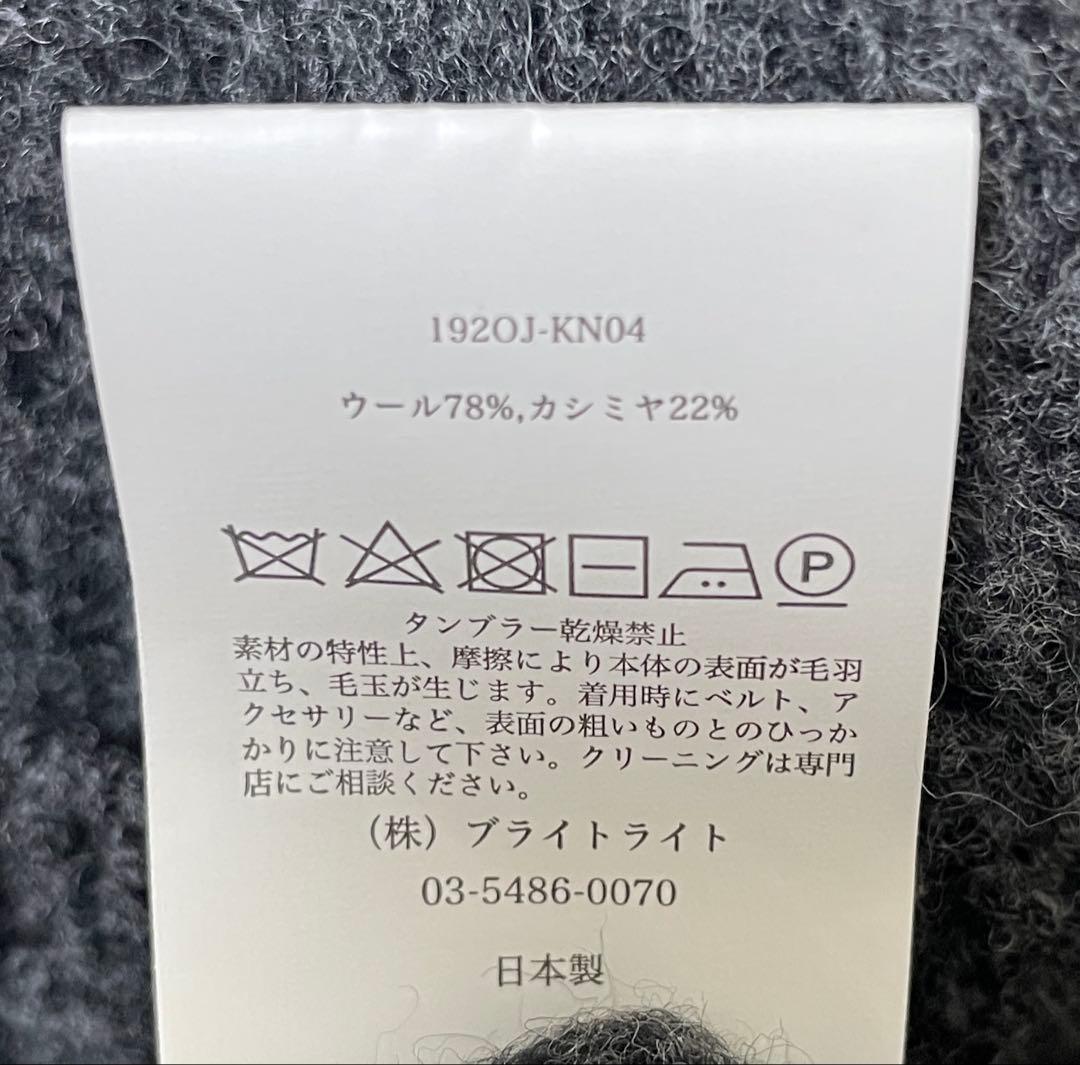 192OJ-KN04
ウール78%,カシミヤ22%
P
タンブラー乾燥禁止
素材の特性上、摩擦により本体の表面が毛羽
立ち、毛玉が生じます。着用時にベルト、ア
クセサリーなど、表面の粗いものとのひっか
かりに注意して下さい。クリーニングは専門
店にご相談ください。
（株）ブライトライト
03-5486-0070
日本製